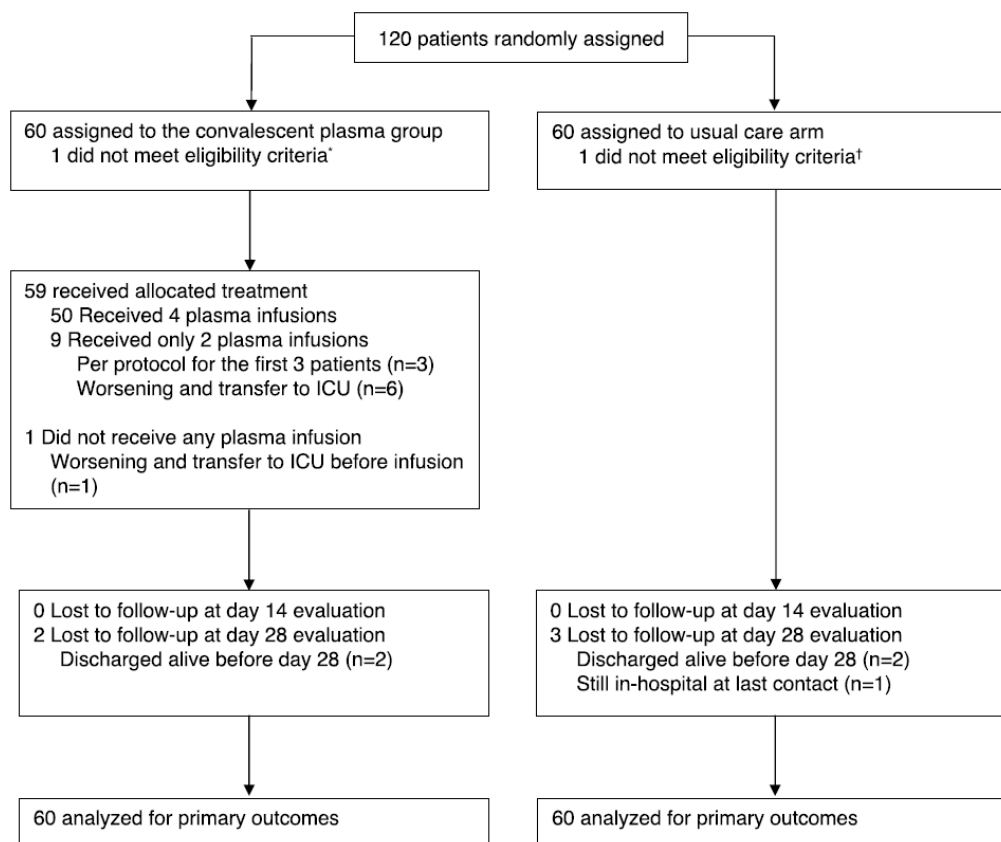 120 patients randomly assigned
60 assigned to the convalescent plasma group
1 did not meet eligibility criteria*
60 assigned to usual care arm
1 did not meet eligibility criteria†
59 received allocated treatment
50 Received 4 plasma infusions
9 Received only 2 plasma infusions
Per protocol for the first 3 patients (n=3)
Worsening and transfer to ICU (n=6)
1 Did not receive any plasma infusion
Worsening and transfer to ICU before infusion
(n=1)
0 Lost to follow-up at day 14 evaluation
2 Lost to follow-up at day 28 evaluation
Discharged alive before day 28 (n=2)
0 Lost to follow-up at day 14 evaluation
3 Lost to follow-up at day 28 evaluation
Discharged alive before day 28 (n=2)
Still in-hospital at last contact (n=1)
60 analyzed for primary outcomes
60 analyzed for primary outcomes